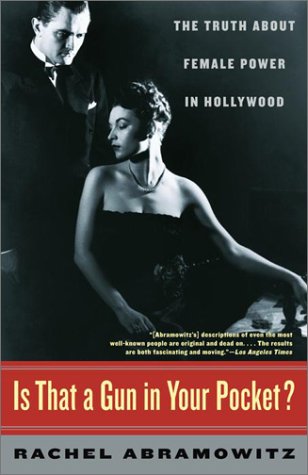 THE TRUTH ABOUT
FEMALE POWER
IN HOLLYWOOD
"[Abramowitz's] descriptions of even the most
well-known people are original and dead on. . . . The results
are both fascinating and moving."—Los Angeles Times
Is That a Gun in Your Pocket?
RACHEL ABRAMOWITZ